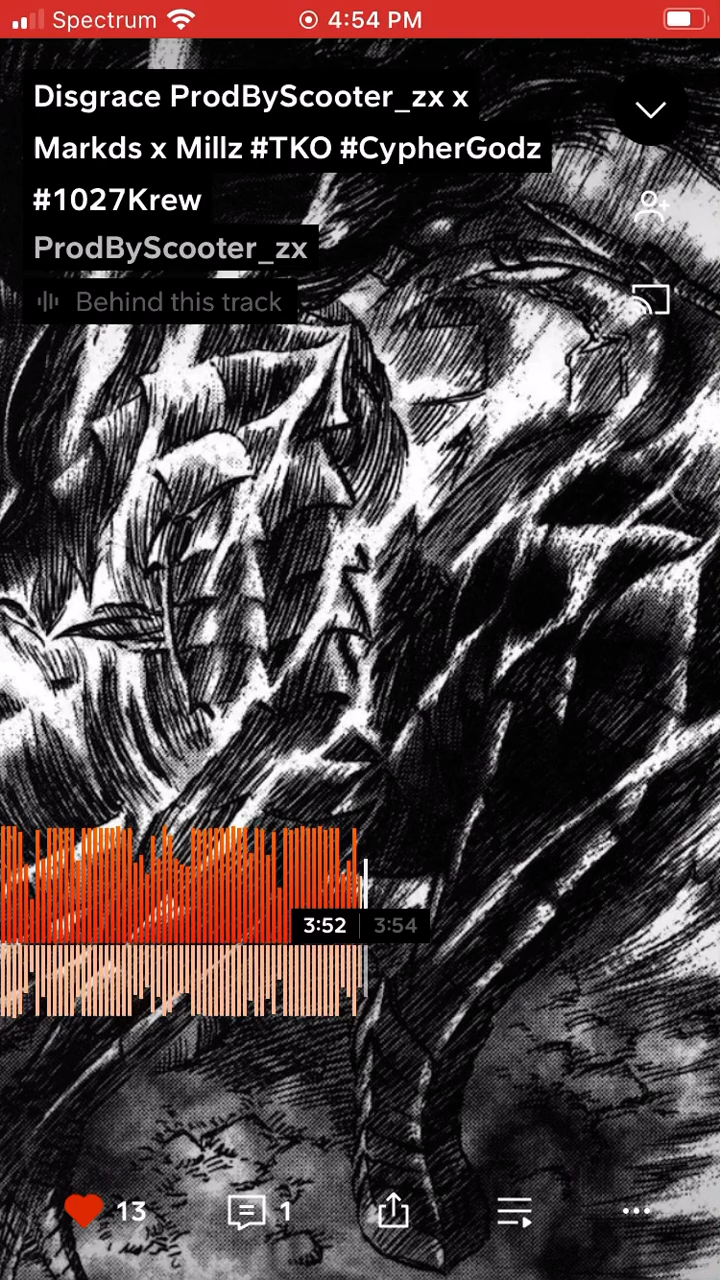 Spectrum 4:54 PM
Disgrace ProdByScooter_zx x
Markds x Millz #TKO #CypherGodz
#1027Krew
ProdByScooter_zx
Behind this track
3:52 3:54
13 1